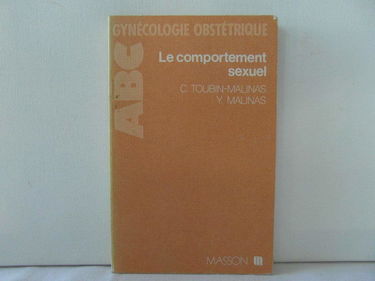 GYNÉCOLOGIE OBSTÉTRIQUE
ABC
Le comportement
sexuel
C. TOUBIN-MALINAS
Y. MALINAS
MASSON m